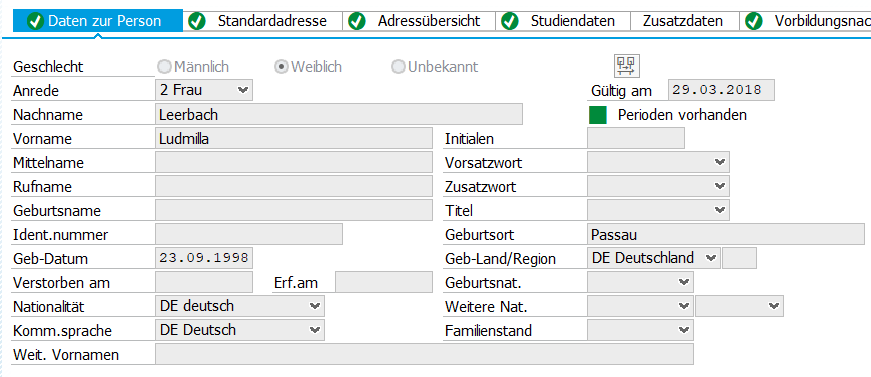 Daten zur Person Standardadresse Adressübersicht Studiendaten Zusatzdaten Vorbildungsnac
Geschlecht Männlich Weiblich Unbekannt
Anrede 2 Frau Gültig am 29.03.2018
Nachname Leerbach Perioden vorhanden
Vorname Ludmilla Initialen
Mittelname Vorsatzwort
Rufname Zusatzwort
Geburtsname Titel
Ident.nummer Geburtsort Passau
Geb-Datum 23.09.1998 Geb-Land/Region DE Deutschland
Verstorben am Erf.am Geburtsnat.
Nationalität DE deutsch Weitere Nat.
Komm.sprache DE Deutsch Familienstand
Weit. Vornamen